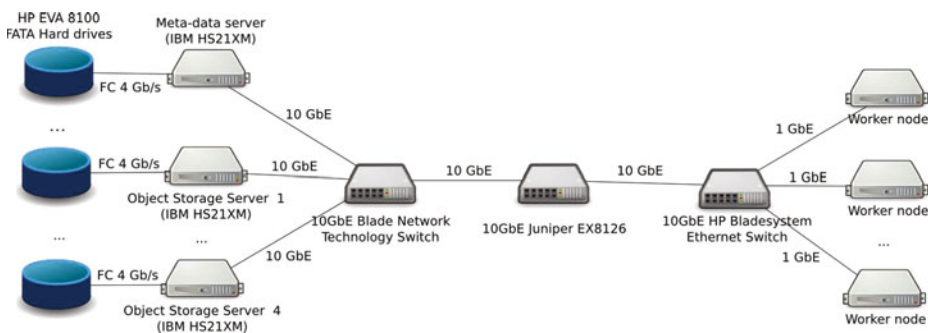 HP EVA 8100
FATA Hard drives
Meta-data server
(IBM HS21XM)
FC 4 Gb/s
10 GbE
...
FC 4 Gb/s
10 GbE
Object Storage Server 1
(IBM HS21XM)
...
...
FC 4 Gb/s
10 GbE
Object Storage Server 4
(IBM HS21XM)
10GbE Blade Network
Technology Switch
10 GbE
10GbE Juniper EX8126
10 GbE
10GbE HP Bladesystem
Ethernet Switch
1 GbE
Worker node
1 GbE
Worker node
...
1 GbE
Worker node